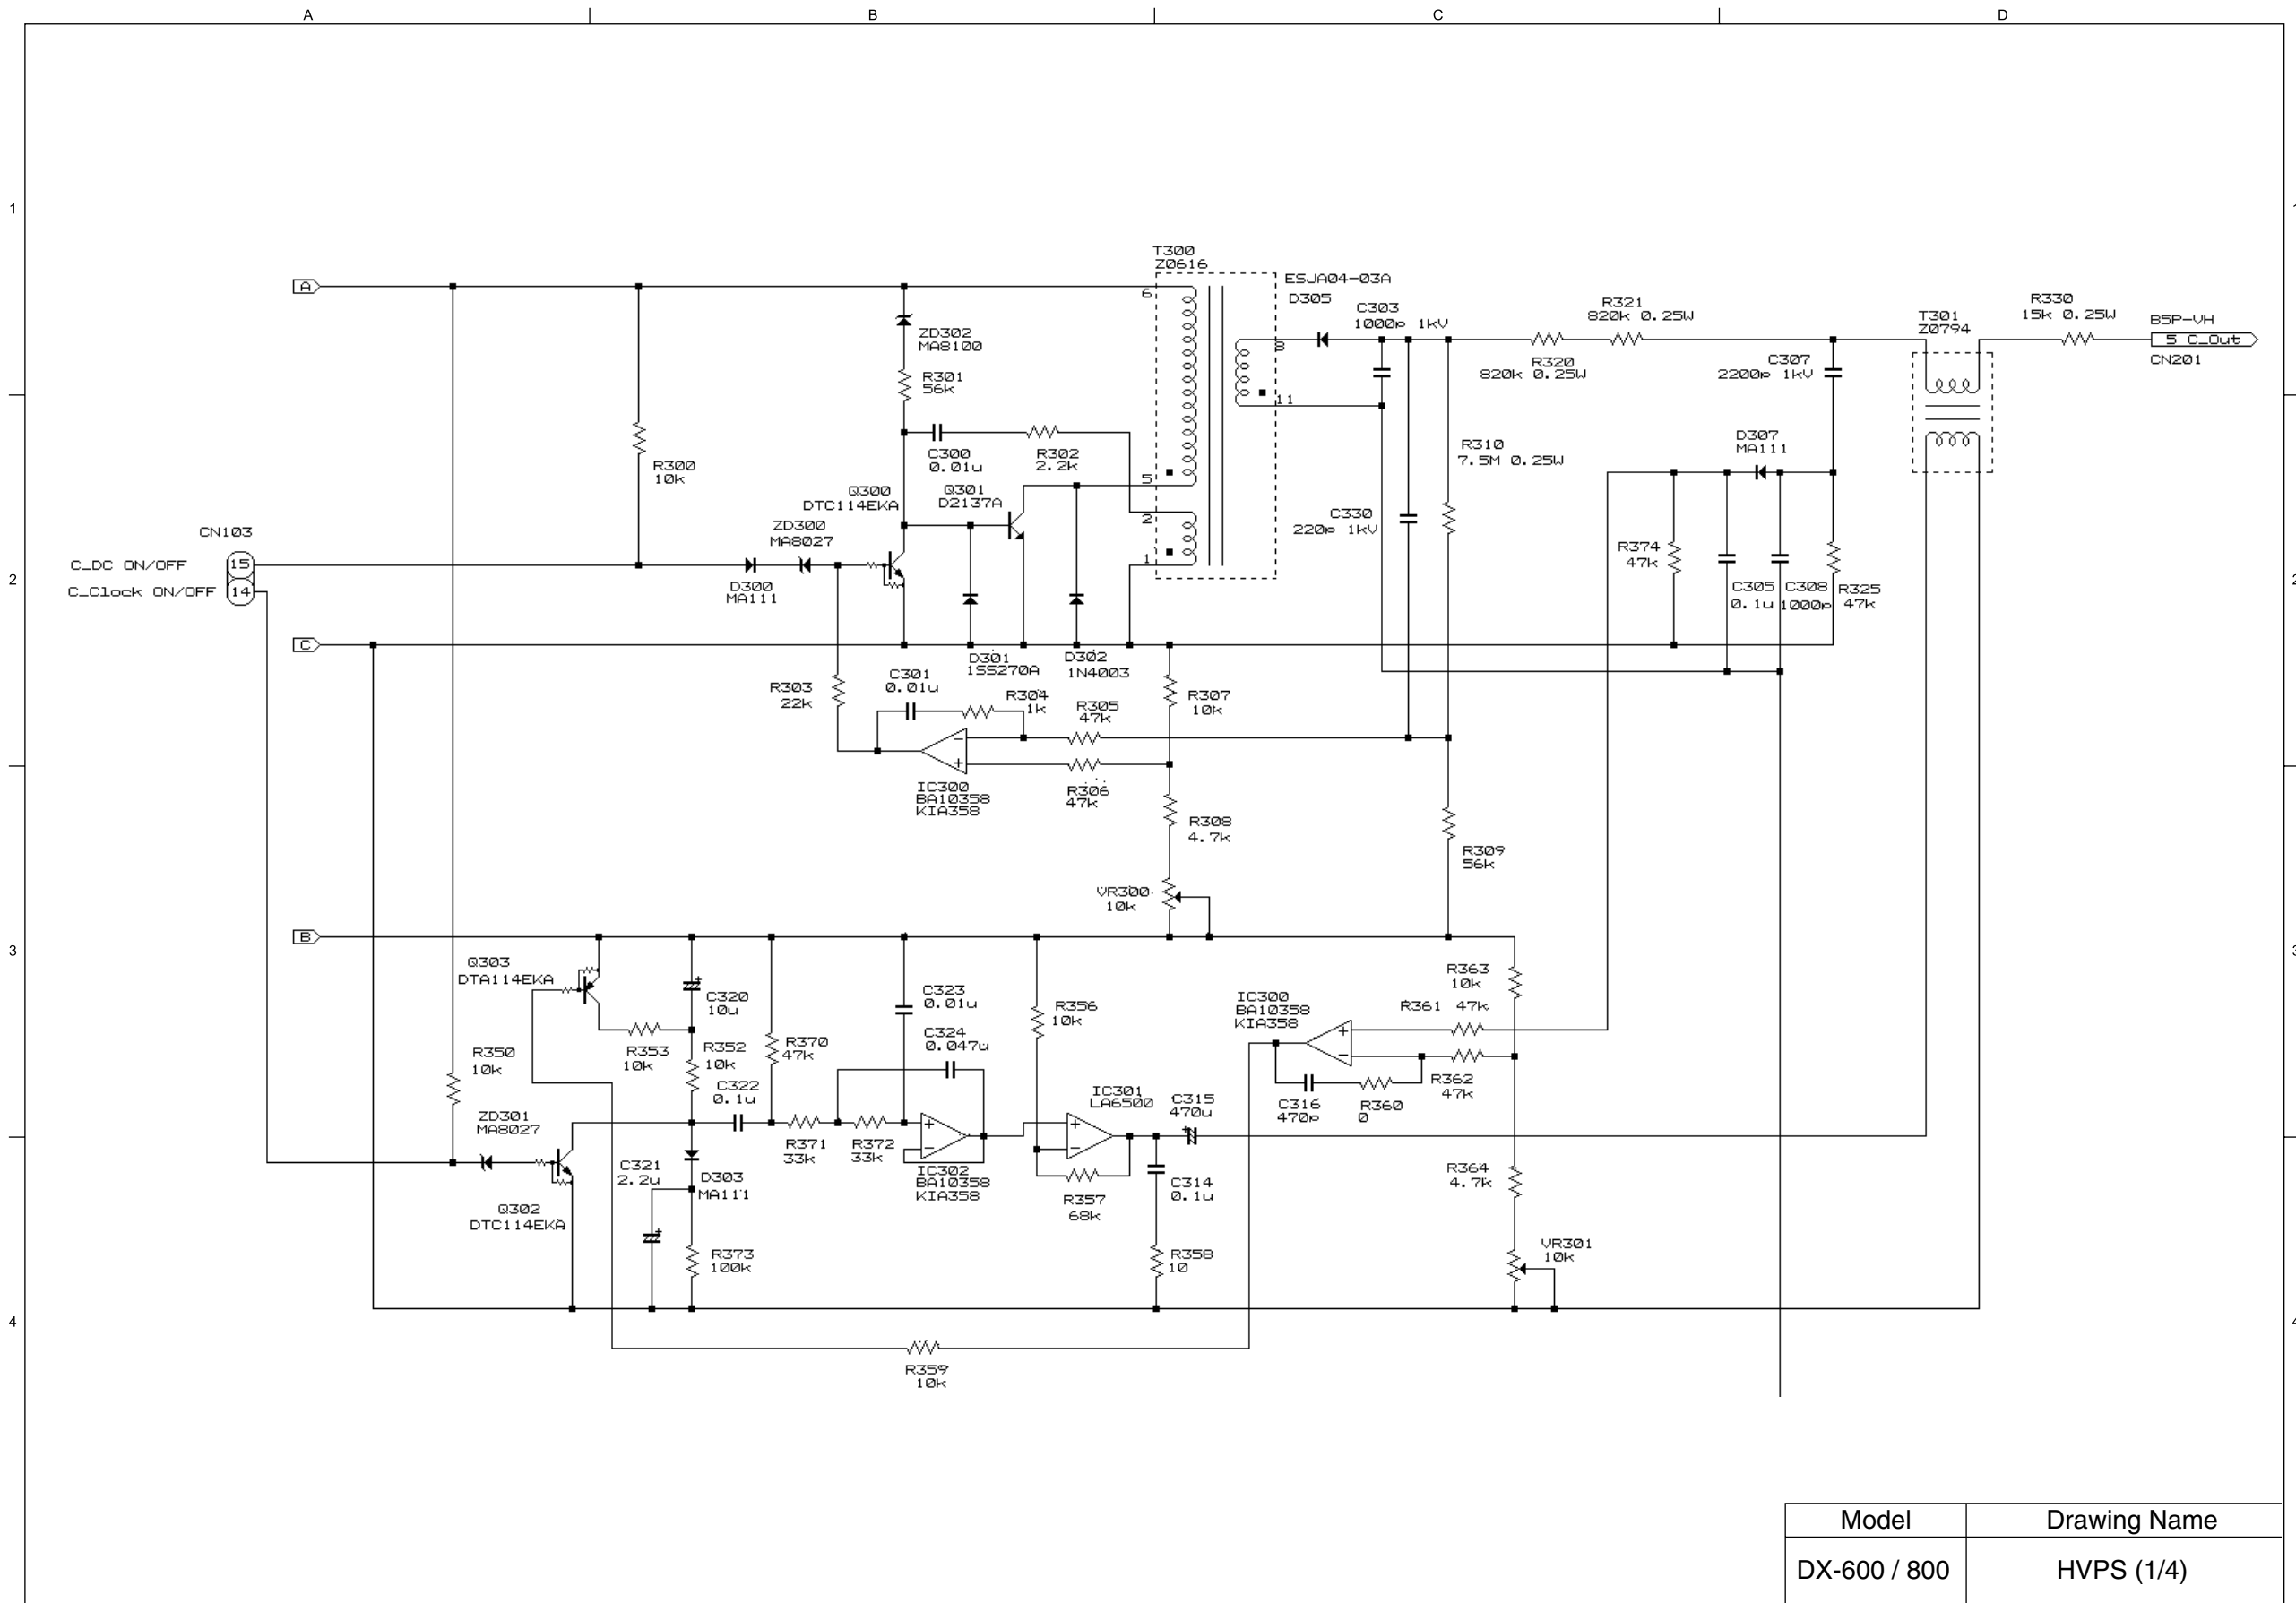 A
B
C
D
1
1
T300
Z0616
ESJA04-03A
D305
C303
1000p 1kV
R321
820k 0.25W
R320
820k 0.25W
T301
Z0794
R330
15k 0.25W
B5P-VH
5 C_Out
CN201
A
6
8
11
5
2
1
ZD302
MA8100
R301
56k
C307
2200p 1kV
R300
10k
C300
0.01u
R302
2.2k
R310
7.5M 0.25W
D307
MA111
Q300
DTC114EKA
Q301
D2137A
C330
220p 1kV
CN103
ZD300
MA8027
C_DC ON/OFF
15
C_Clock ON/OFF
14
D300
MA111
R374
47k
C305
0.1u
C308
1000p
R325
47k
2
2
C
D301
1SS270A
D302
1N4003
C301
0.01u
R303
22k
R304
1k
R305
47k
R307
10k
-
+
IC300
BA10358
KIA358
R306
47k
R308
4.7k
R309
56k
VR300
10k
B
3
3
Q303
DTA114EKA
C320
10u
C323
0.01u
R356
10k
IC300
BA10358
KIA358
R363
10k
R361 47k
+
-
R350
10k
R353
10k
R352
10k
R370
47k
C324
0.047u
C322
0.1u
IC301
LA6500
C315
470u
C316
470p
R360
0
R362
47k
ZD301
MA8027
R371
33k
R372
33k
+
-
+
-
C321
2.2u
D303
MA111
IC302
BA10358
KIA358
R357
68k
C314
0.1u
R364
4.7k
Q302
DTC114EKA
R373
100k
R358
10
VR301
10k
4
4
R359
10k
Model
Drawing Name
DX-600 / 800
HVPS (1/4)